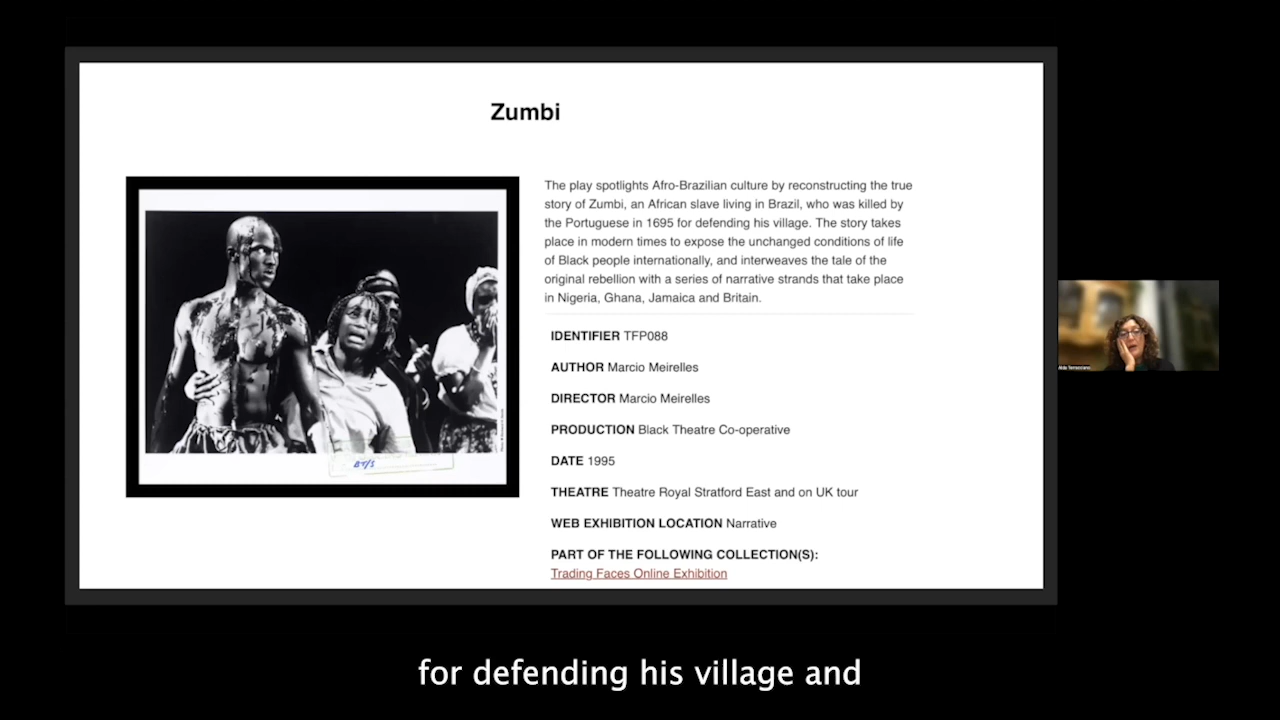 Zumbi
The play spotlights Afro-Brazilian culture by reconstructing the true
story of Zumbi, an African slave living in Brazil, who was killed by
the Portuguese in 1695 for defending his village. The story takes
place in modern times to expose the unchanged conditions of life
of Black people internationally, and interweaves the tale of the
original rebellion with a series of narrative strands that take place
in Nigeria, Ghana, Jamaica and Britain.
IDENTIFIER TFP088
AUTHOR Marcio Meirelles
DIRECTOR Marcio Meirelles
PRODUCTION Black Theatre Co-operative
DATE 1995
THEATRE Theatre Royal Stratford East and on UK tour
WEB EXHIBITION LOCATION Narrative
PART OF THE FOLLOWING COLLECTION(S):
Trading Faces Online Exhibition
for defending his village and